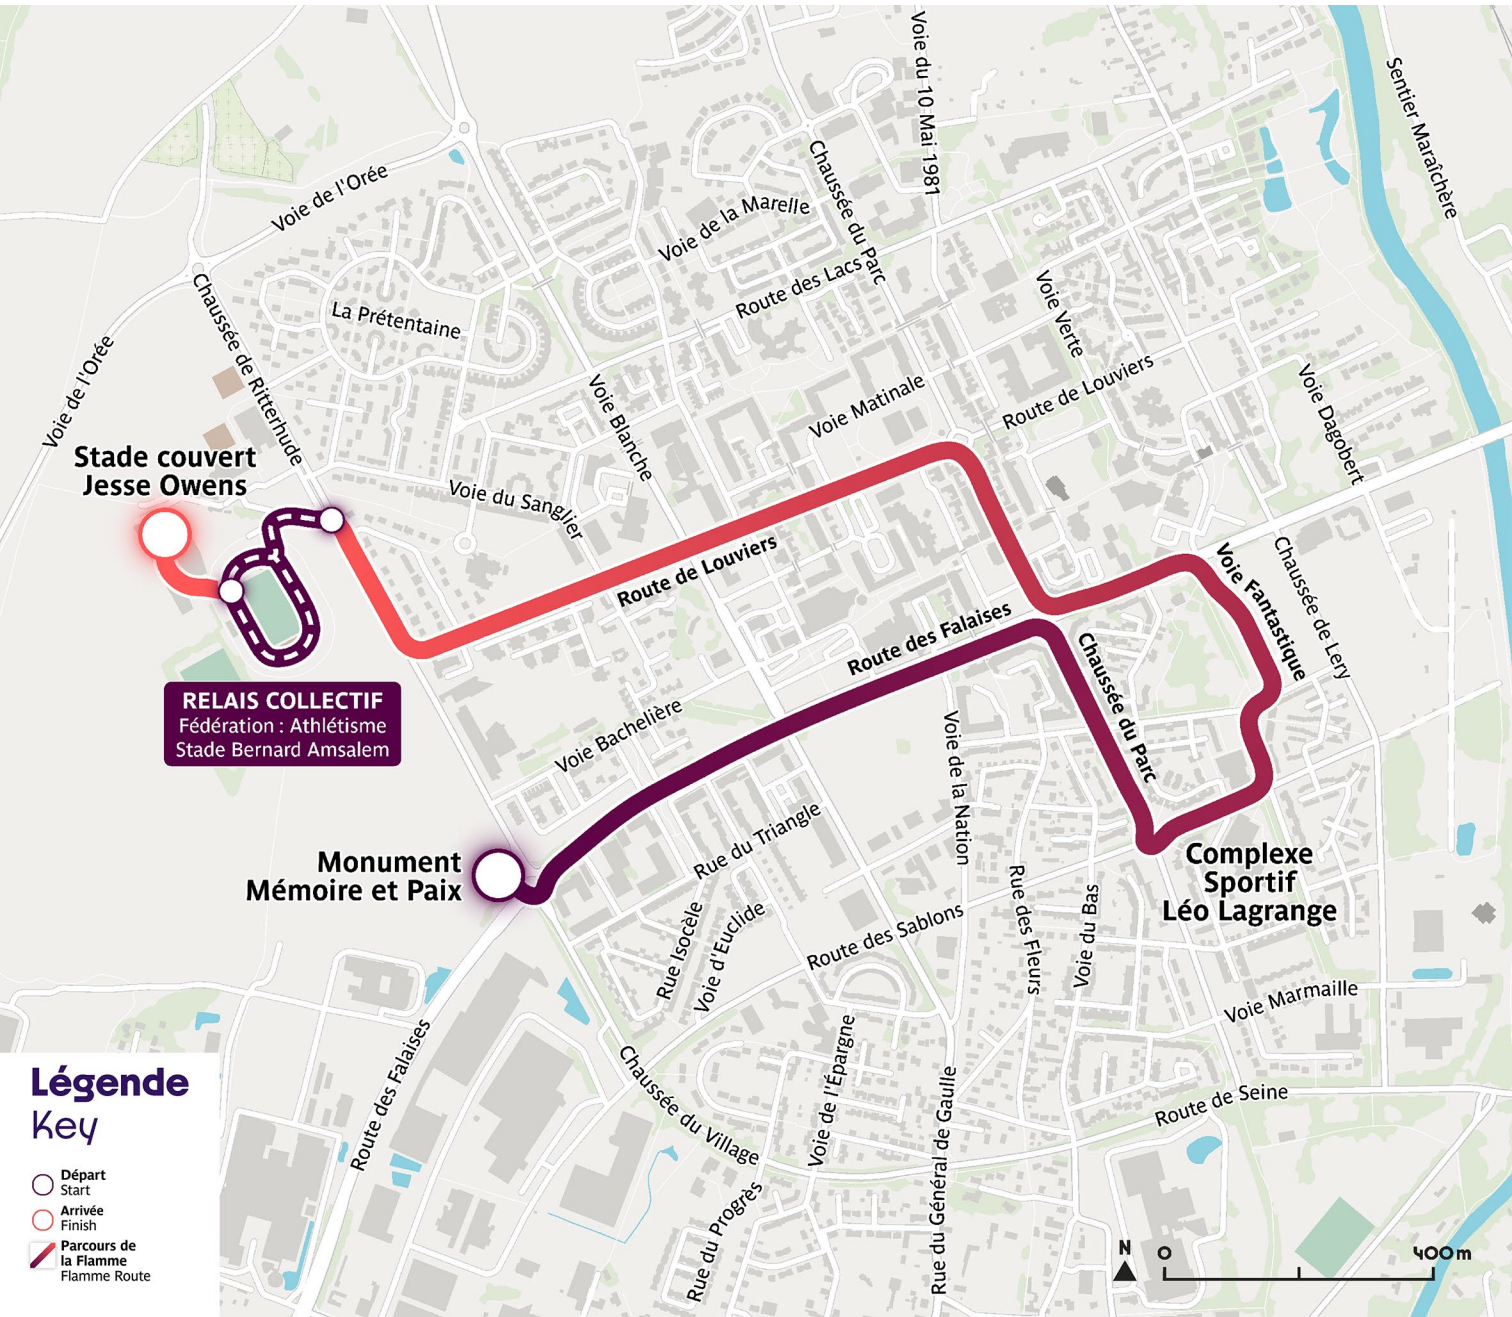 Voie du 10 Mai 1981
Sentier Maraîchère
Voie de l'Orée
Chaussée du Parc
Voie de la Marelle
Route des Lacs
Chaussée de Ritterhude
La Prétentaine
Voie Verte
Voie de l'Orée
Voie Blanche
Voie Matinale
Route de Louviers
Voie Dagobert
Stade couvert
Jesse Owens
Voie du Sanglier
Route de Louviers
Voie Fantastique
Chaussée de Lery
Route des Falaises
Chaussée du Parc
RELAIS COLLECTIF
Fédération : Athlétisme
Stade Bernard Amsalem
Voie Bachelière
Voie de la Nation
Rue du Triangle
Monument
Mémoire et Paix
Complexe
Sportif
Léo Lagrange
Rue Isocèle
Voie d'Euclide
Route des Sablons
Rue des Fleurs
Voie du Bas
Voie Marmaille
Route des Falaises
Chaussée du Village
Voie de l'Épargne
Rue du Général de Gaulle
Route de Seine
Rue du Progrès
Légende
Key
Départ
Start
Arrivée
Finish
Parcours de
la Flamme
Flamme Route
N
0
400 m